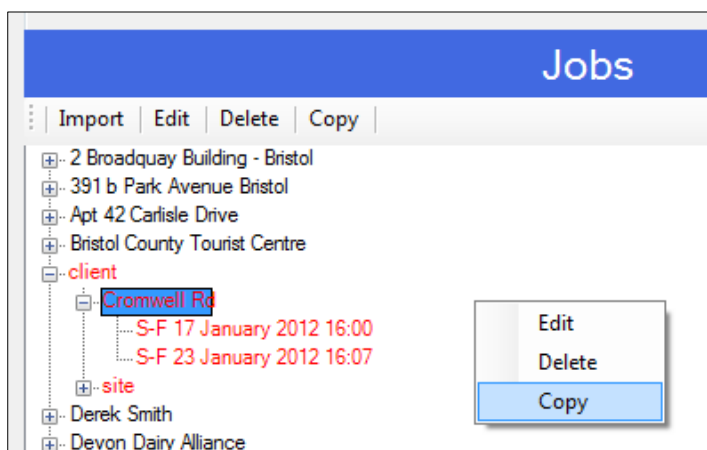 Jobs
Import Edit Delete Copy
2 Broadquay Building - Bristol
391 b Park Avenue Bristol
Apt 42 Carlisle Drive
Bristol County Tourist Centre
client
Cromwell Rd
S-F 17 January 2012 16:00
S-F 23 January 2012 16:07
site
Derek Smith
Devon Dairy Alliance
Edit
Delete
Copy